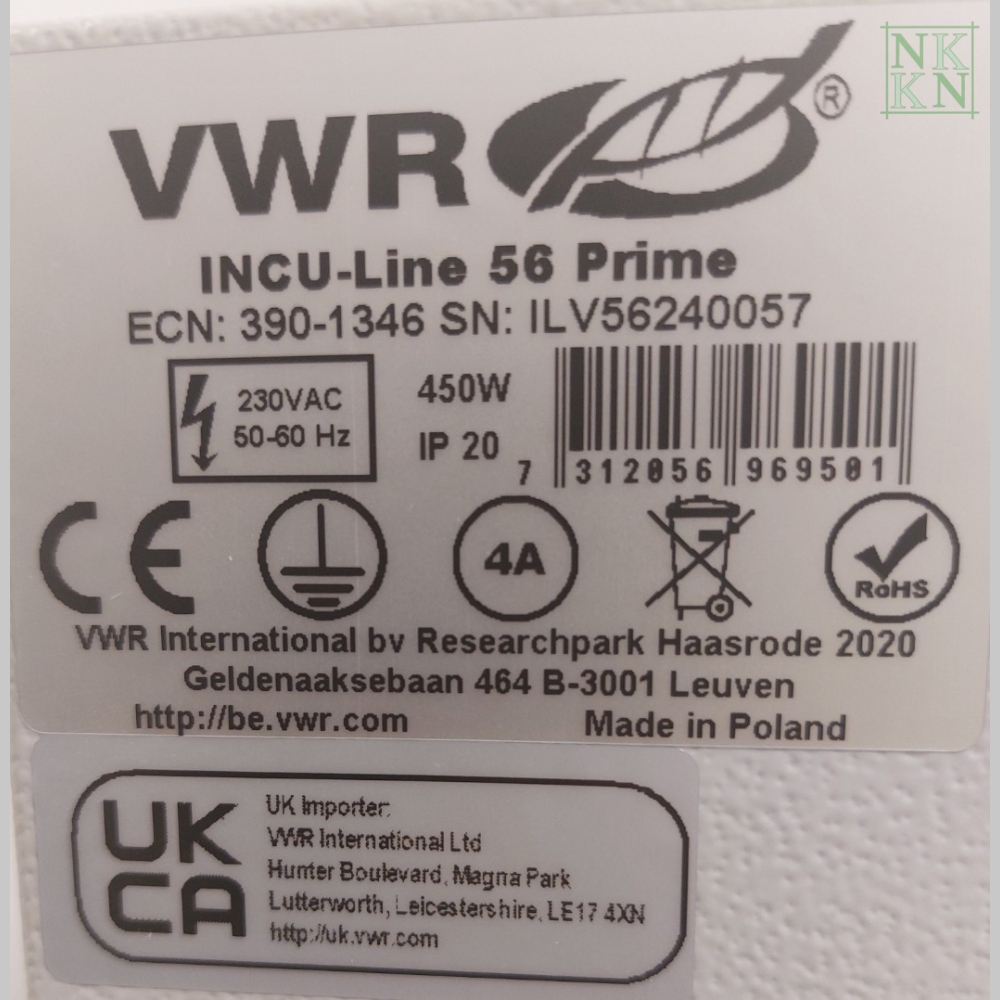 NK
KN
VWR®
INCU-Line 56 Prime
ECN: 390-1346 SN: ILV56240057
230VAC
50-60 Hz
450W
IP 20
7 312056 969501
CE
4A
RoHS
VWR International bv Researchpark Haasrode 2020
Geldenaaksebaan 464 B-3001 Leuven
http://be.vwr.com Made in Poland
UK
CA
UK Importer:
VWR International Ltd
Hunter Boulevard, Magna Park
Lutterworth, Leicestershire, LE17 4XN
http://uk.vwr.com